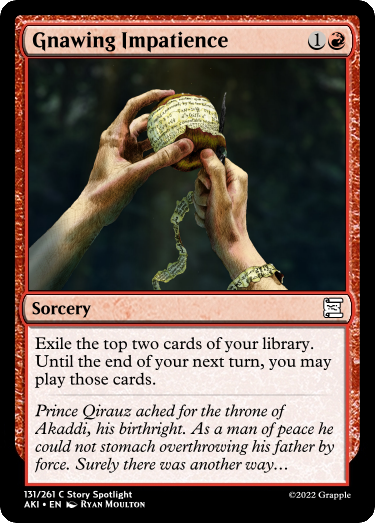 Gnawing Impatience 1
Sorcery
Exile the top two cards of your library.
Until the end of your next turn, you may
play those cards.
Prince Qirauz ached for the throne of
Akaddi, his birthright. As a man of peace he
could not stomach overthrowing his father by
force. Surely there was another way…
131/261 C Story Spotlight
AKI • EN Ryan Moulton
©2022 Grapple